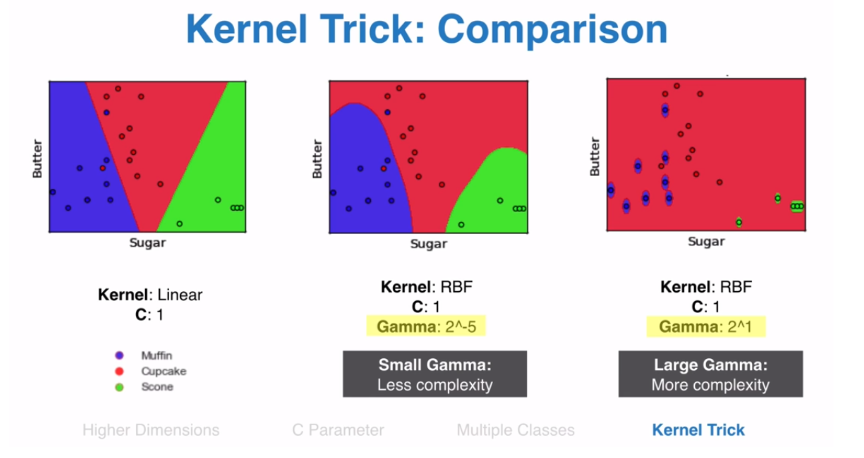 Kernel Trick: Comparison
Butter
Sugar
Kernel: Linear
C: 1
Muffin
Cupcake
Scone
Butter
Sugar
Kernel: RBF
C: 1
Gamma: 2^-5
Small Gamma:
Less complexity
Butter
Sugar
Kernel: RBF
C: 1
Gamma: 2^1
Large Gamma:
More complexity
Higher Dimensions
C Parameter
Multiple Classes
Kernel Trick